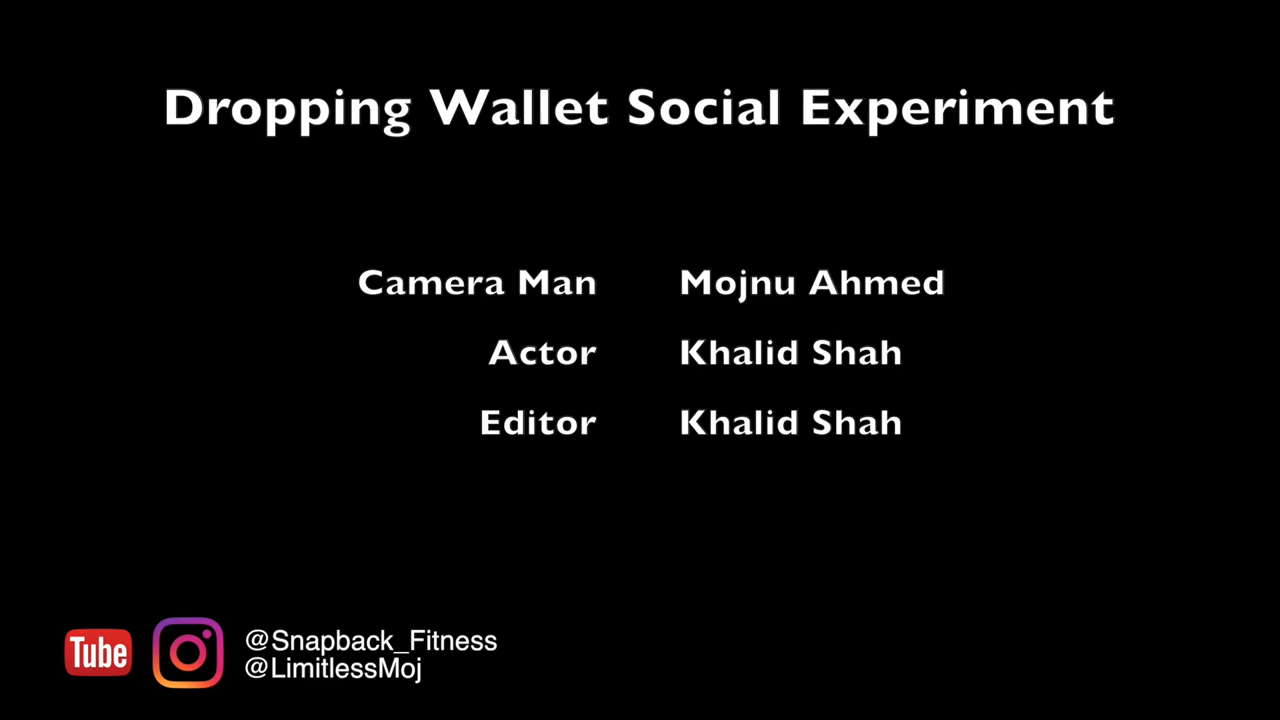 Dropping Wallet Social Experiment
Camera Man Mojnu Ahmed
Actor Khalid Shah
Editor Khalid Shah
Tube
@Snapback_Fitness
@LimitlessMoj